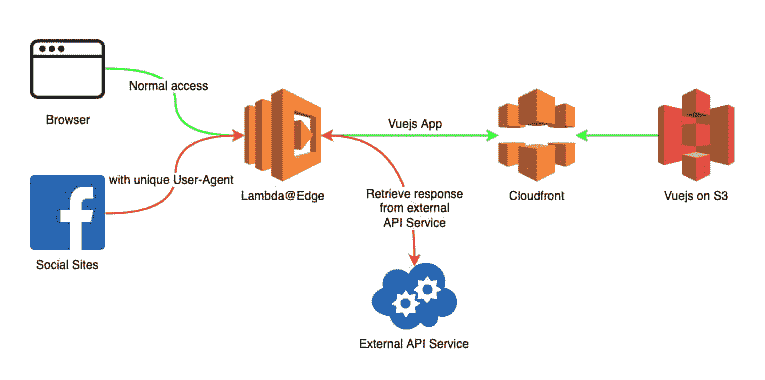 Normal access
Browser
Vuejs App
with unique User-Agent
Lambda@Edge
Retrieve response
from external
API Service
Cloudfront
Vuejs on S3
Social Sites
External API Service